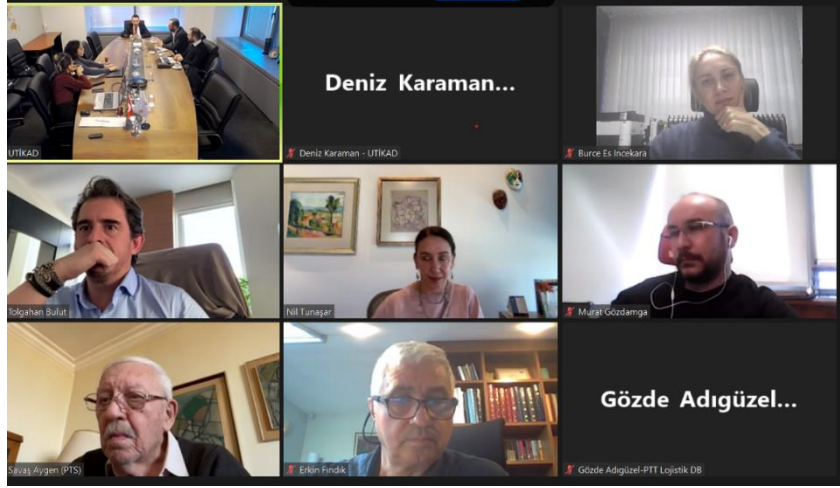 UTİKAD
Deniz Karaman...
Deniz Karaman - UTİKAD
Burce Es Incekara
Tolgahan Bulut
Nil Tunaşar
Murat Gözdamga
Savaş Aygen (PTS)
Erkin Fındık
Gözde Adıgüzel...
Gözde Adıgüzel-PTT Lojistik DB